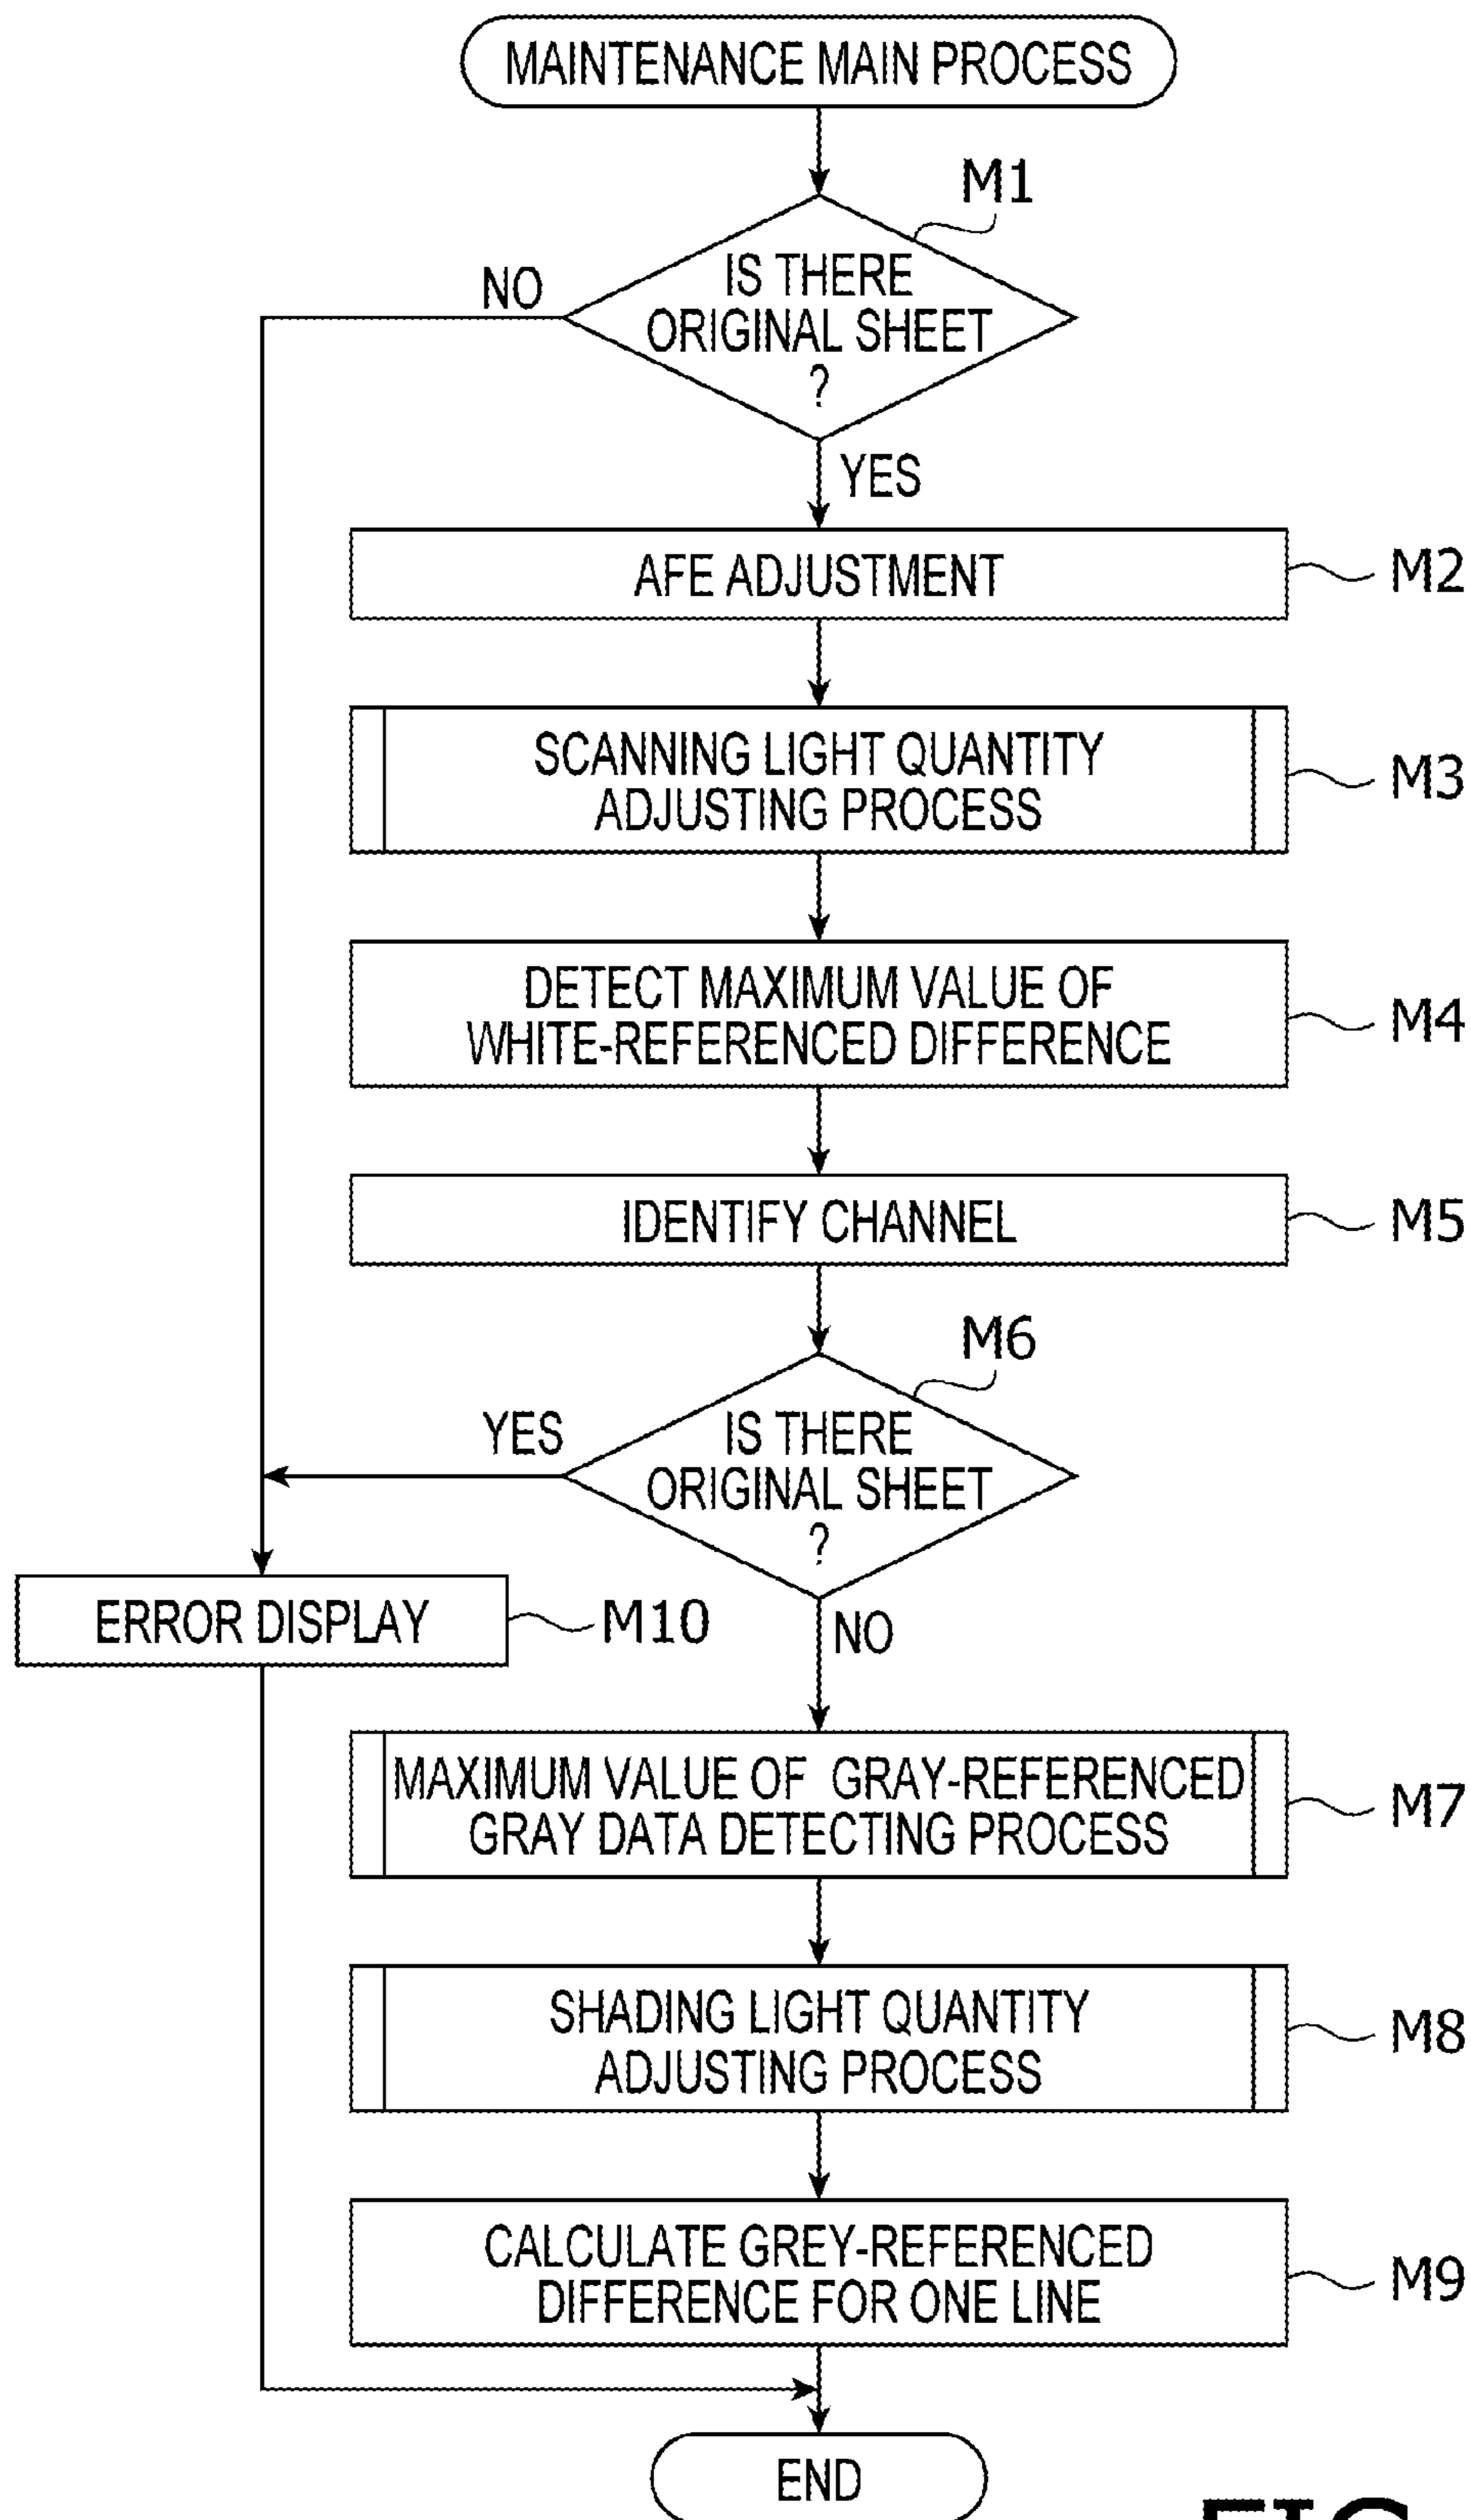 MAINTENANCE MAIN PROCESS
M1
IS THERE
ORIGINAL SHEET
?
NO
YES
AFE ADJUSTMENT
M2
SCANNING LIGHT QUANTITY
ADJUSTING PROCESS
M3
DETECT MAXIMUM VALUE OF
WHITE-REFERENCED DIFFERENCE
M4
IDENTIFY CHANNEL
M5
M6
IS THERE
ORIGINAL SHEET
?
YES
NO
ERROR DISPLAY
M10
MAXIMUM VALUE OF GRAY-REFERENCED
GRAY DATA DETECTING PROCESS
M7
SHADING LIGHT QUANTITY
ADJUSTING PROCESS
M8
CALCULATE GREY-REFERENCED
DIFFERENCE FOR ONE LINE
M9
END